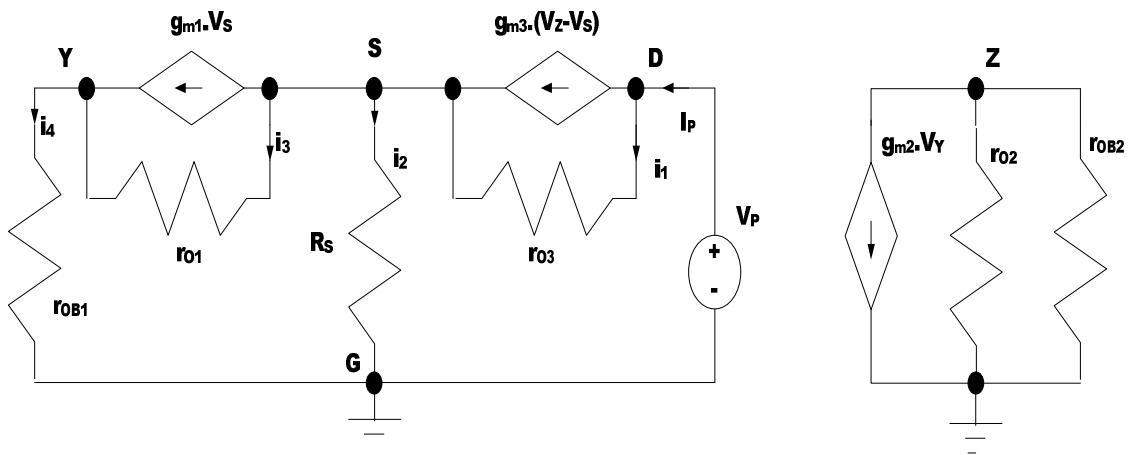 gm1.VS
gm3.(VZ-VS)
Y
S
D
Z
i4
i3
i2
i1
IP
gm2.VY
rO2
rOB2
rO1
RS
rO3
VP
+
-
rOB1
G